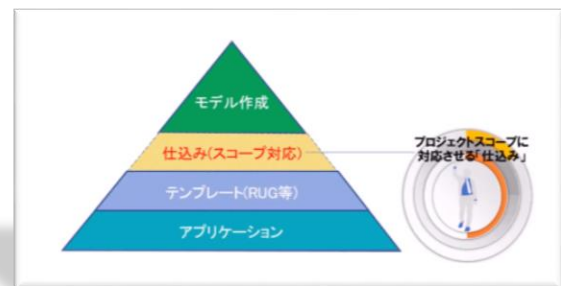 モデル作成
仕込み(スコープ対応)
プロジェクトスコープに
対応させる「仕込み」
テンプレート(RUG等)
アプリケーション